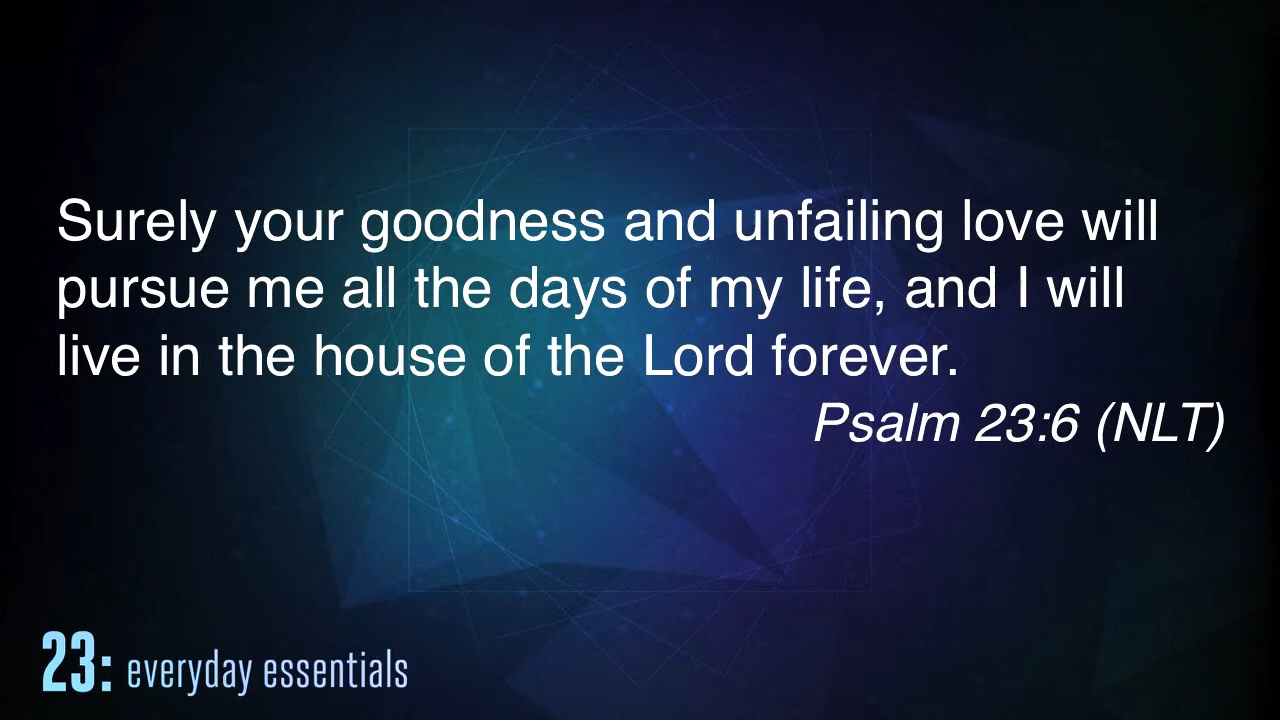 Surely your goodness and unfailing love will
pursue me all the days of my life, and I will
live in the house of the Lord forever.
Psalm 23:6 (NLT)
23: everyday essentials